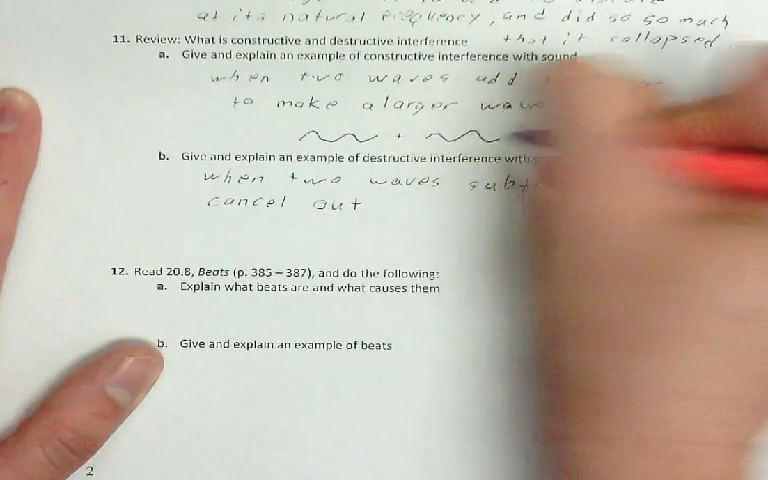 at its natural frequency, and did so so much
that it collapsed
11. Review: What is constructive and destructive interference
a. Give and explain an example of constructive interference with sound
when two waves add
to make a larger wave
+
b. Give and explain an example of destructive interference with
when two waves subt
cancel out
12. Read 20.8, Beats (p. 385 – 387), and do the following:
a. Explain what beats are and what causes them
b. Give and explain an example of beats
2